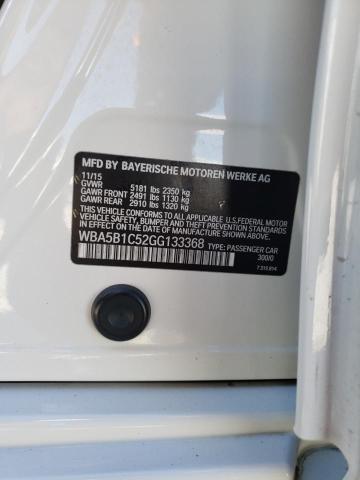 MFD BY BAYERISCHE MOTOREN WERKE AG
11/15
GVWR 5181 lbs 2350 kg
GAWR FRONT 2491 lbs 1130 kg
GAWR REAR 2910 lbs 1320 kg
THIS VEHICLE CONFORMS TO ALL APPLICABLE U.S.FEDERAL MOTOR
VEHICLE SAFETY, BUMPER, AND THEFT PREVENTION
STANDARDS IN EFFECT ON THE DATE OF MANUFACTURE SHOWN ABOVE.
WBA5B1C52GG133368 TYPE: PASSENGER CAR
300/0